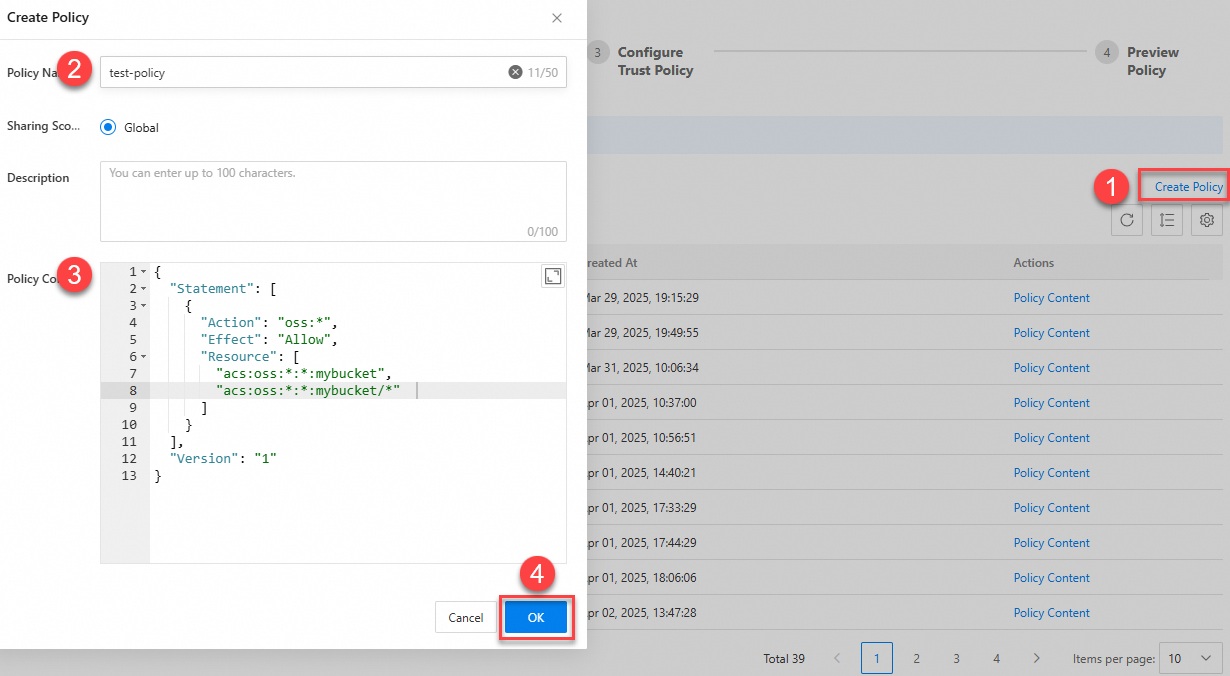 Create Policy
2
test-policy
11/50
Sharing Sco...
Global
Description
You can enter up to 100 characters.
0/100
3
1 {
2 "Statement": [
3 {
4 "Action": "oss:*",
5 "Effect": "Allow",
6 "Resource": [
7 "acs:oss:*:*:mybucket",
8 "acs:oss:*:*:mybucket/*"
9 ]
10 }
11 ],
12 "Version": "1"
13 }
4
Cancel
OK
3 Configure
Trust Policy
4 Preview
Policy
1
Create Policy
Actions
Mar 29, 2025, 19:15:29 Policy Content
Mar 29, 2025, 19:49:55 Policy Content
Mar 31, 2025, 10:06:34 Policy Content
pr 01, 2025, 10:37:00 Policy Content
pr 01, 2025, 10:56:51 Policy Content
pr 01, 2025, 14:40:21 Policy Content
pr 01, 2025, 17:33:29 Policy Content
pr 01, 2025, 17:44:29 Policy Content
pr 01, 2025, 18:06:06 Policy Content
pr 02, 2025, 13:47:28 Policy Content
Total 39
1 2 3 4
Items per page: 10